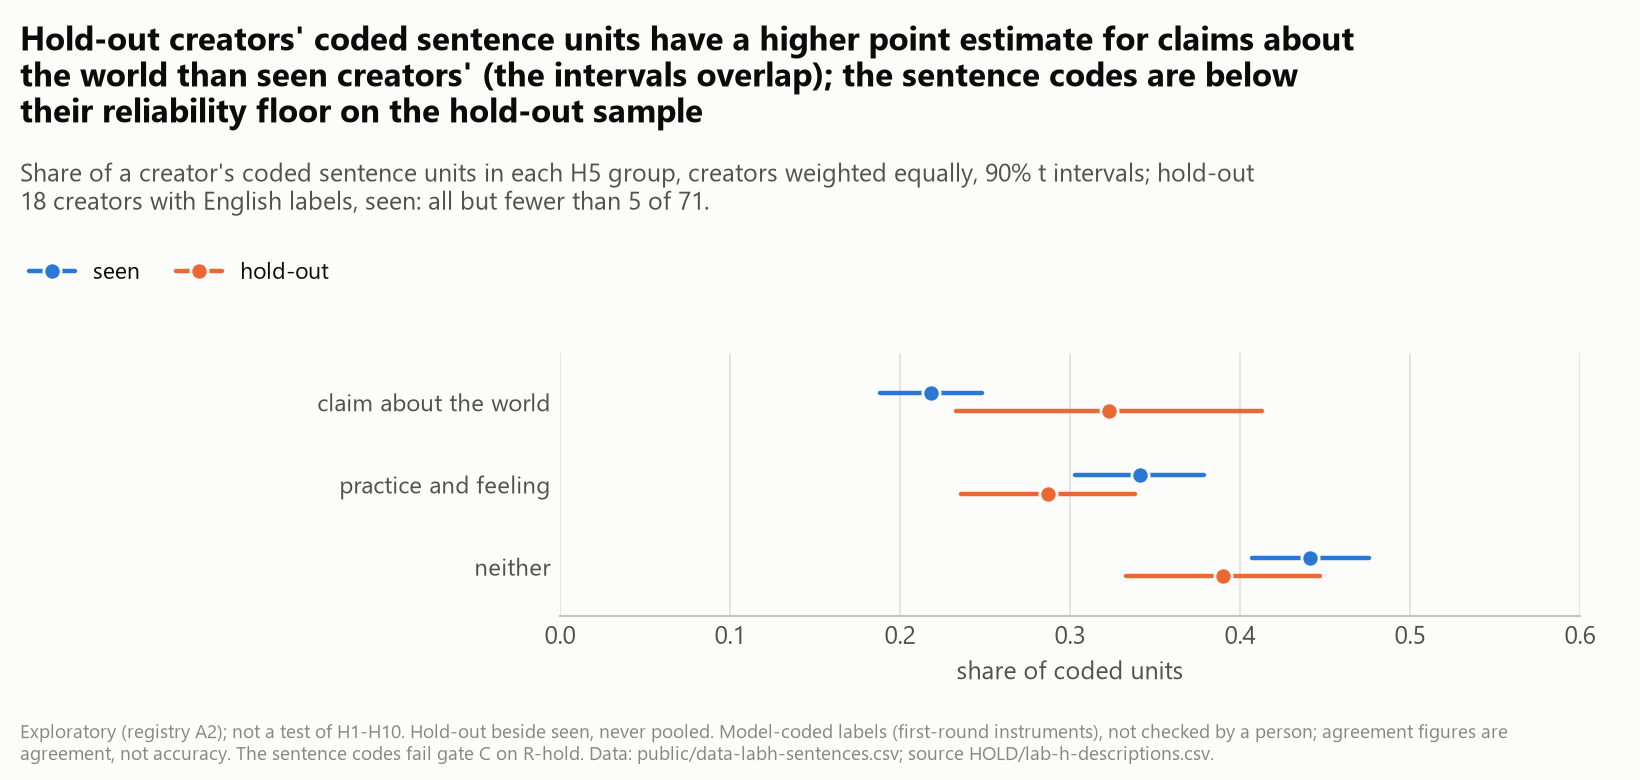 Hold-out creators' coded sentence units have a higher point estimate for claims about
the world than seen creators' (the intervals overlap); the sentence codes are below
their reliability floor on the hold-out sample
Share of a creator's coded sentence units in each H5 group, creators weighted equally, 90% t intervals; hold-out
18 creators with English labels, seen: all but fewer than 5 of 71.
seen hold-out
claim about the world
practice and feeling
neither
0.0 0.1 0.2 0.3 0.4 0.5 0.6
share of coded units
Exploratory (registry A2); not a test of H1-H10. Hold-out beside seen, never pooled. Model-coded labels (first-round instruments), not checked by a person; agreement figures are
agreement, not accuracy. The sentence codes fail gate C on R-hold. Data: public/data-labh-sentences.csv; source HOLD/lab-h-descriptions.csv.